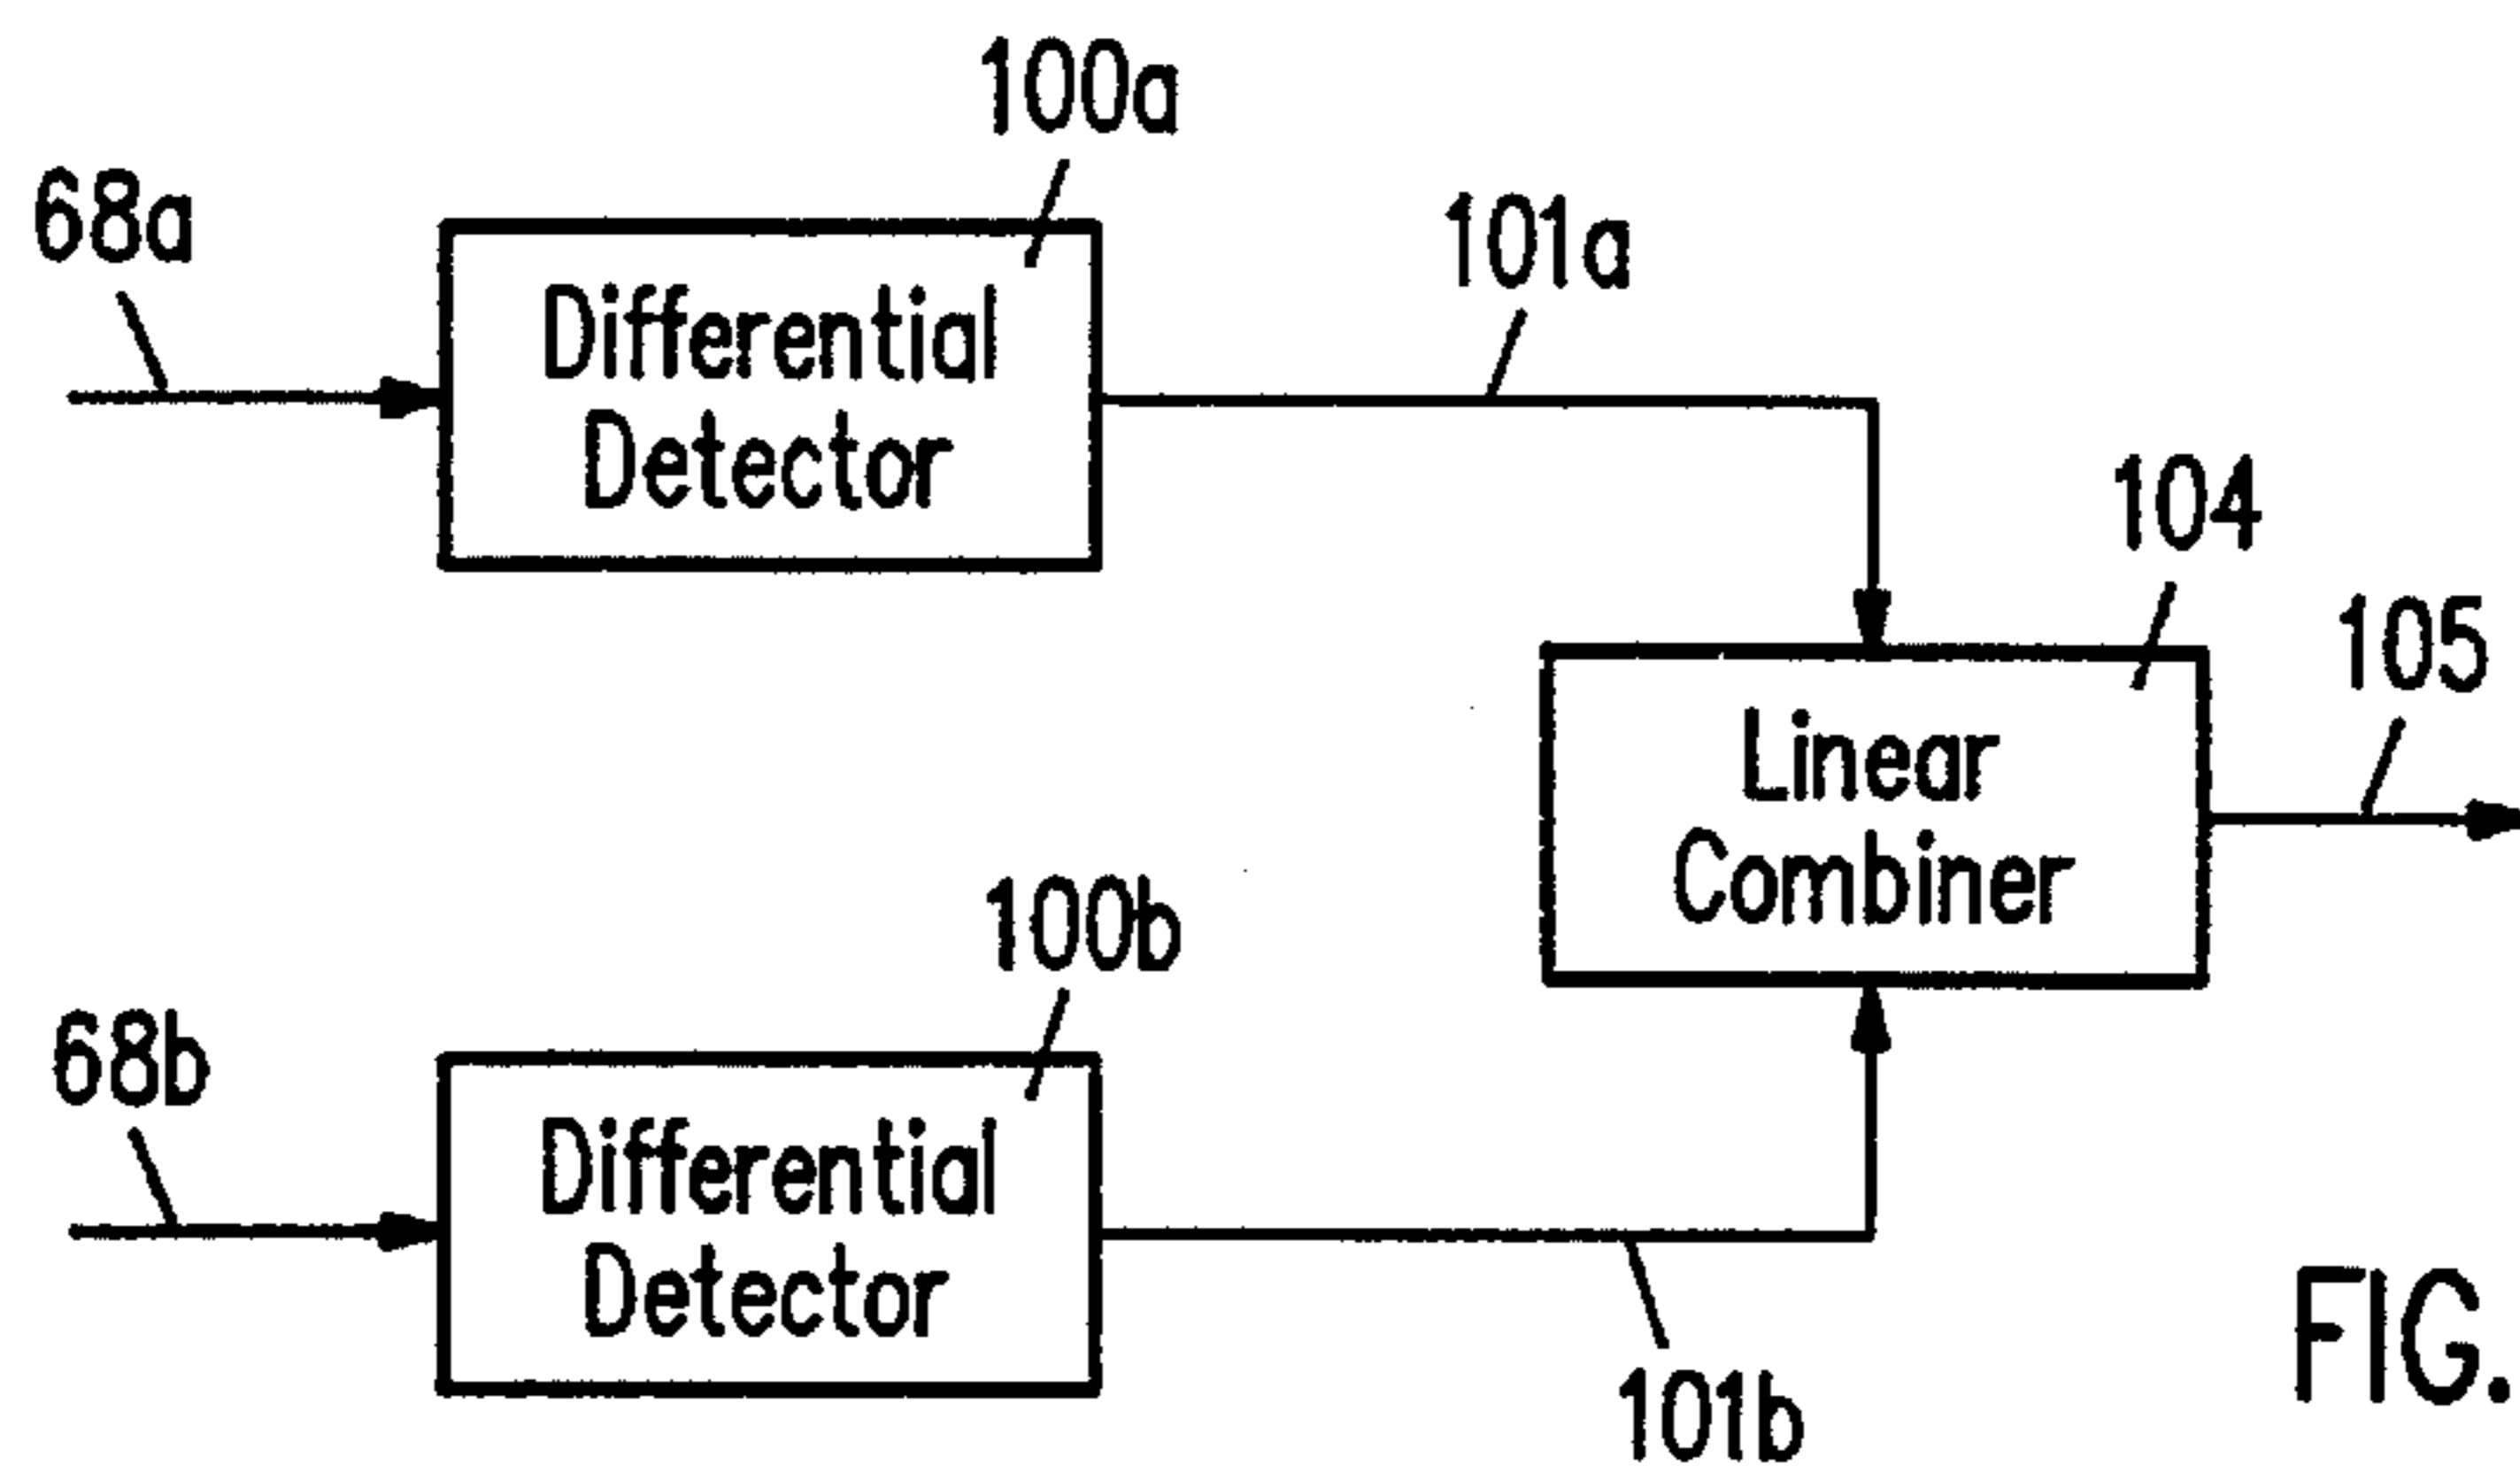 100a
68a
101a
Differential
Detector
104
105
Linear
Combiner
100b
68b
Differential
Detector
101b
FIG.